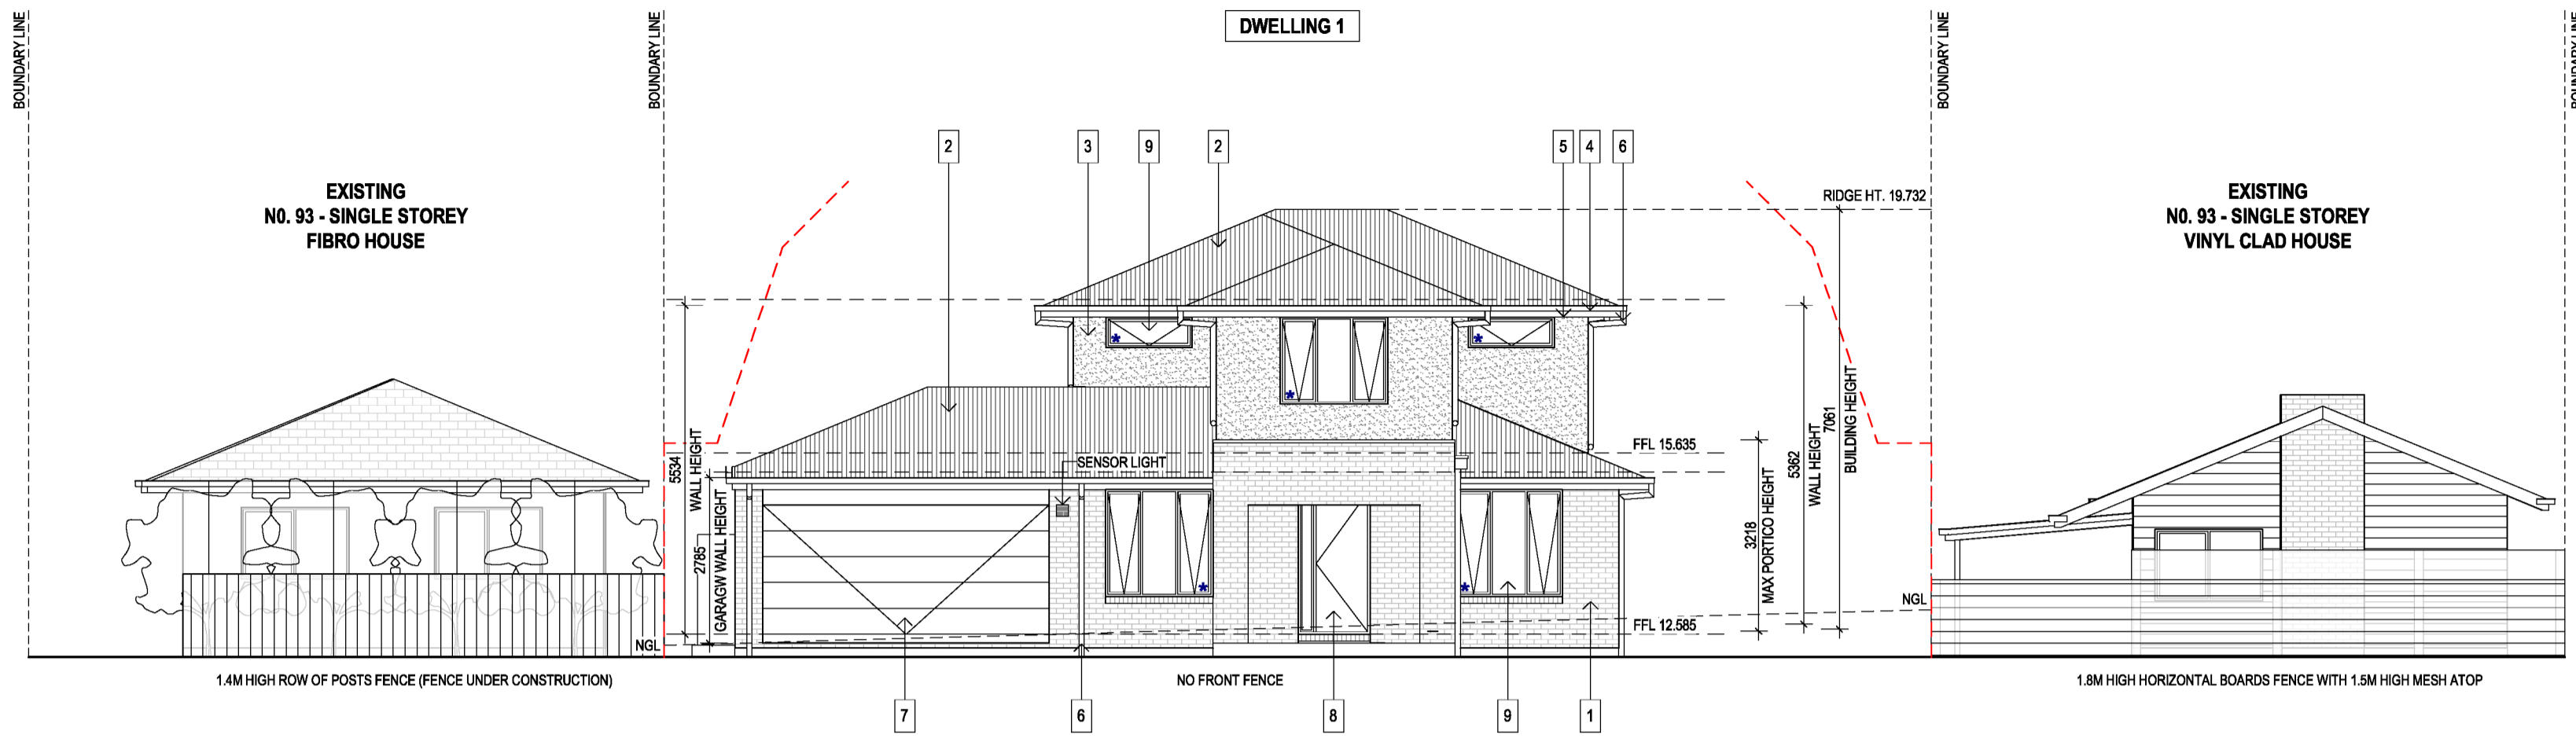 DWELLING 1
BOUNDARY LINE
BOUNDARY LINE
BOUNDARY LINE
BOUNDARY LINE
2
3
9
2
5
4
6
EXISTING
N0. 93 - SINGLE STOREY
FIBRO HOUSE
RIDGE HT. 19.732
EXISTING
N0. 93 - SINGLE STOREY
VINYL CLAD HOUSE
*
*
*
5534
WALL HEIGHT
2785
GARAGW WALL HEIGHT
SENSOR LIGHT
FFL 15.635
3218
MAX PORTICO HEIGHT
5362
WALL HEIGHT
7061
BUILDING HEIGHT
*
*
NGL
FFL 12.585
NGL
1.4M HIGH ROW OF POSTS FENCE (FENCE UNDER CONSTRUCTION)
NO FRONT FENCE
1.8M HIGH HORIZONTAL BOARDS FENCE WITH 1.5M HIGH MESH ATOP
7
6
8
9
1